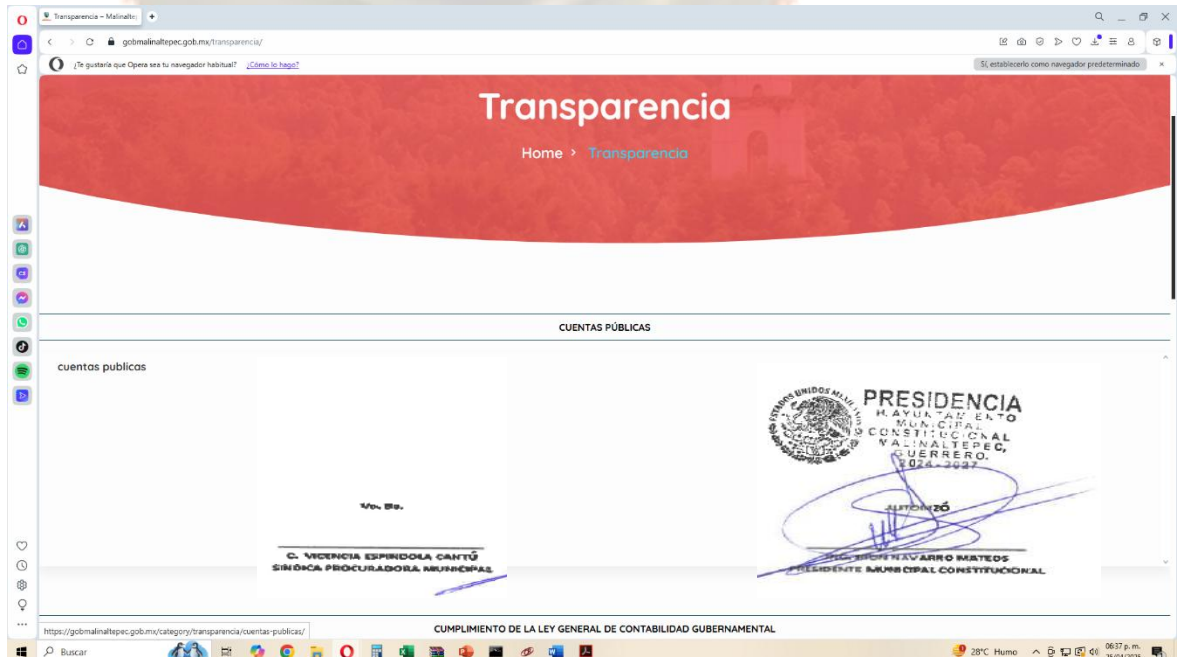 Transparencia – Malinaltep
gobmalinaltepec.gob.mx/transparencia/
¿Te gustaría que Opera sea tu navegador habitual? ¿Cómo lo hago?
Sí, establecerlo como navegador predeterminado
Transparencia
Home > Transparencia
CUENTAS PÚBLICAS
cuentas publicas
ESTADOS UNIDOS
PRESIDENCIA
H. AYUNTAMIENTO
MUNICIPAL
CONSTITUCIONAL
MALINALTEPEC,
GUERRERO.
2024-2027
Vo. Bo.
AUTORIZÓ
C. VICENCIA ESPINDOLA CANTÚ
SINDICA PROCURADORA MUNICIPAL
NAVARRO MATEOS
PRESIDENTE MUNICIPAL CONSTITUCIONAL
https://gobmalinaltepec.gob.mx/category/transparencia/cuentas-publicas/
CUMPLIMIENTO DE LA LEY GENERAL DE CONTABILIDAD GUBERNAMENTAL
Buscar
28°C Humo
06:37 p. m.